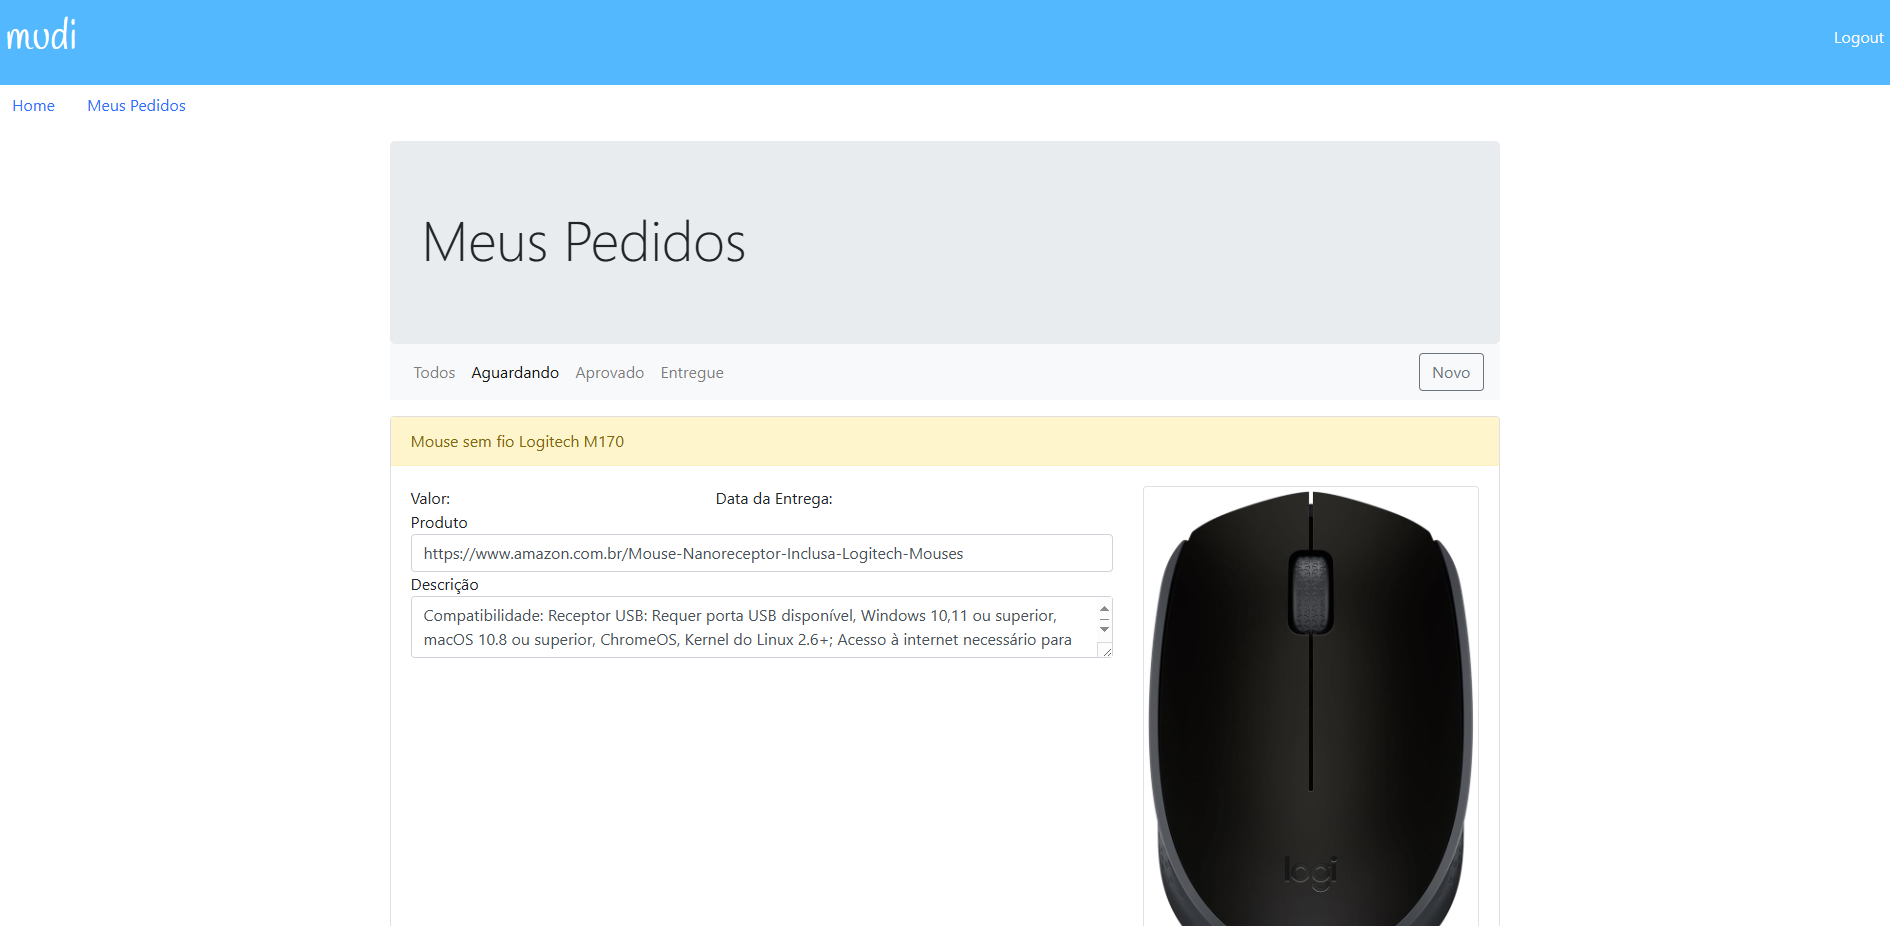 mudi
Logout
Home Meus Pedidos
Meus Pedidos
Todos Aguardando Aprovado Entregue Novo
Mouse sem fio Logitech M170
Valor: Data da Entrega:
Produto
https://www.amazon.com.br/Mouse-Nanoreceptor-Inclusa-Logitech-Mouses
Descrição
Compatibilidade: Receptor USB: Requer porta USB disponível, Windows 10,11 ou superior,
macOS 10.8 ou superior, ChromeOS, Kernel do Linux 2.6+; Acesso à internet necessário para
logi